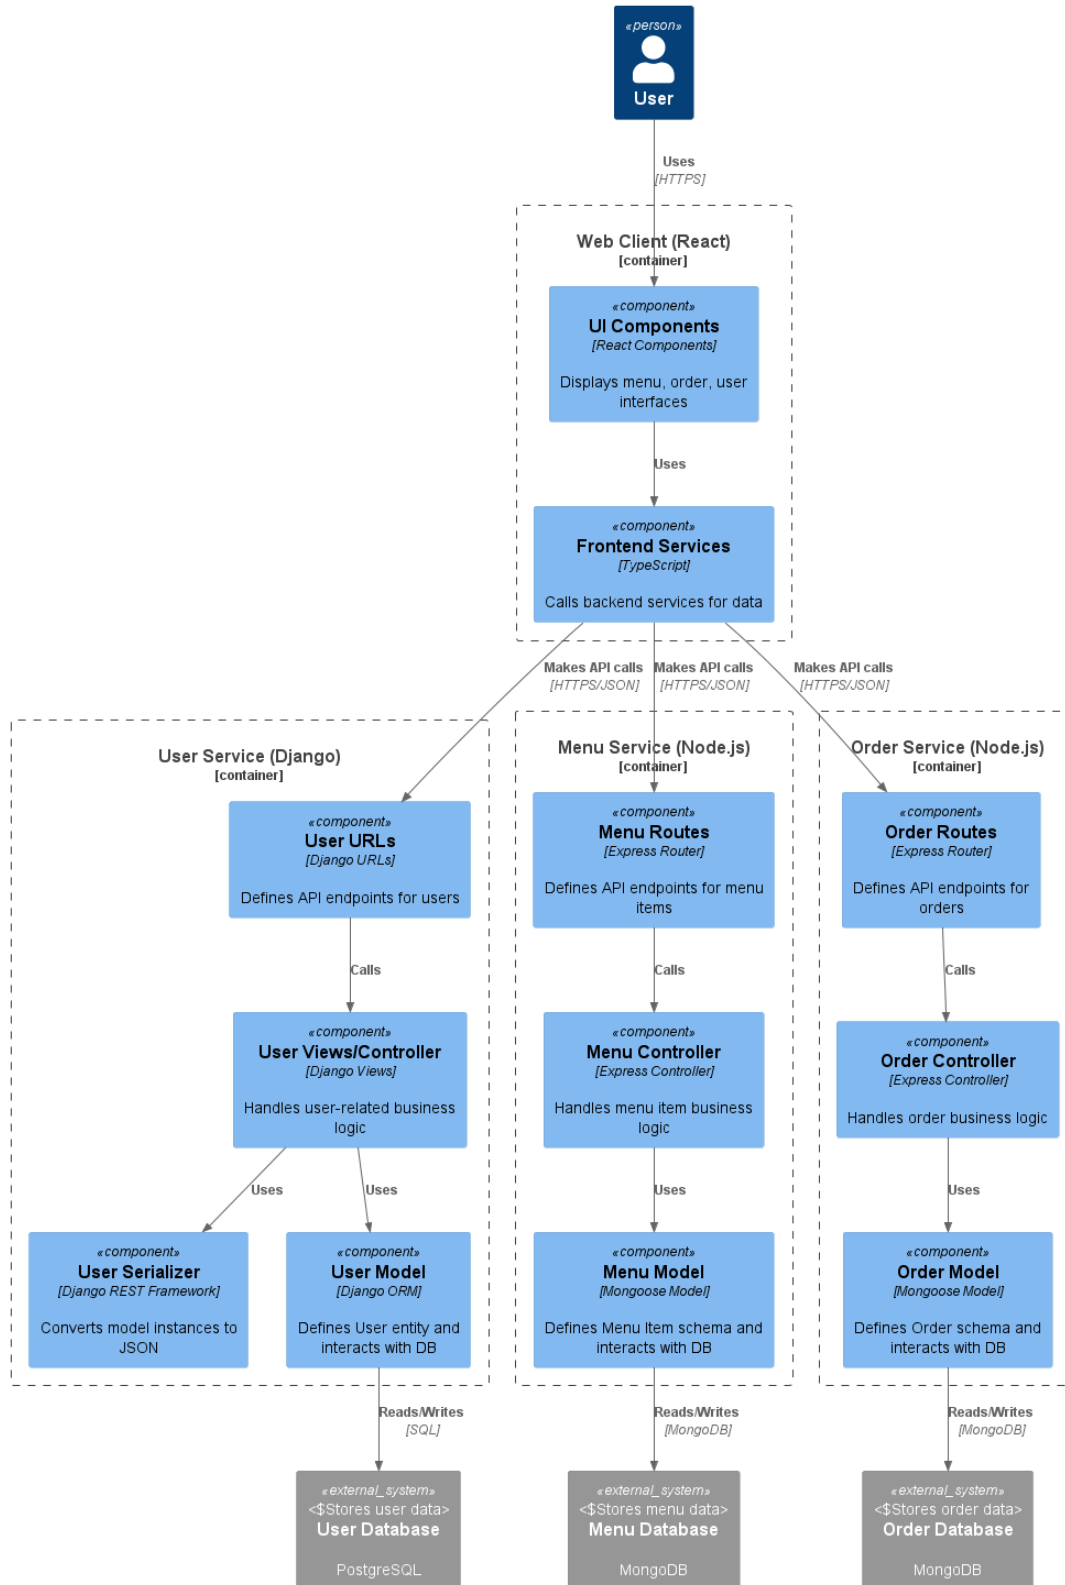 «person»
User
Uses
[HTTPS]
Web Client (React)
[container]
«component»
UI Components
[React Components]
Displays menu, order, user
interfaces
Uses
«component»
Frontend Services
[TypeScript]
Calls backend services for data
Makes API calls
[HTTPS/JSON]
Makes API calls
[HTTPS/JSON]
Makes API calls
[HTTPS/JSON]
User Service (Django)
[container]
«component»
User URLs
[Django URLs]
Defines API endpoints for users
Calls
«component»
User Views/Controller
[Django Views]
Handles user-related business
logic
Uses
Uses
«component»
User Serializer
[Django REST Framework]
Converts model instances to
JSON
«component»
User Model
[Django ORM]
Defines User entity and
interacts with DB
Reads/Writes
[SQL]
«external_system»
<$Stores user data>
User Database
PostgreSQL
Menu Service (Node.js)
[container]
«component»
Menu Routes
[Express Router]
Defines API endpoints for menu
items
Calls
«component»
Menu Controller
[Express Controller]
Handles menu item business
logic
Uses
«component»
Menu Model
[Mongoose Model]
Defines Menu Item schema and
interacts with DB
Reads/Writes
[MongoDB]
«external_system»
<$Stores menu data>
Menu Database
MongoDB
Order Service (Node.js)
[container]
«component»
Order Routes
[Express Router]
Defines API endpoints for
orders
Calls
«component»
Order Controller
[Express Controller]
Handles order business logic
Uses
«component»
Order Model
[Mongoose Model]
Defines Order schema and
interacts with DB
Reads/Writes
[MongoDB]
«external_system»
<$Stores order data>
Order Database
MongoDB